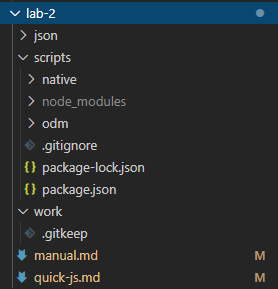 lab-2
json
scripts
native
node_modules
odm
.gitignore
{} package-lock.json
{} package.json
work
.gitkeep
manual.md M
quick-js.md M